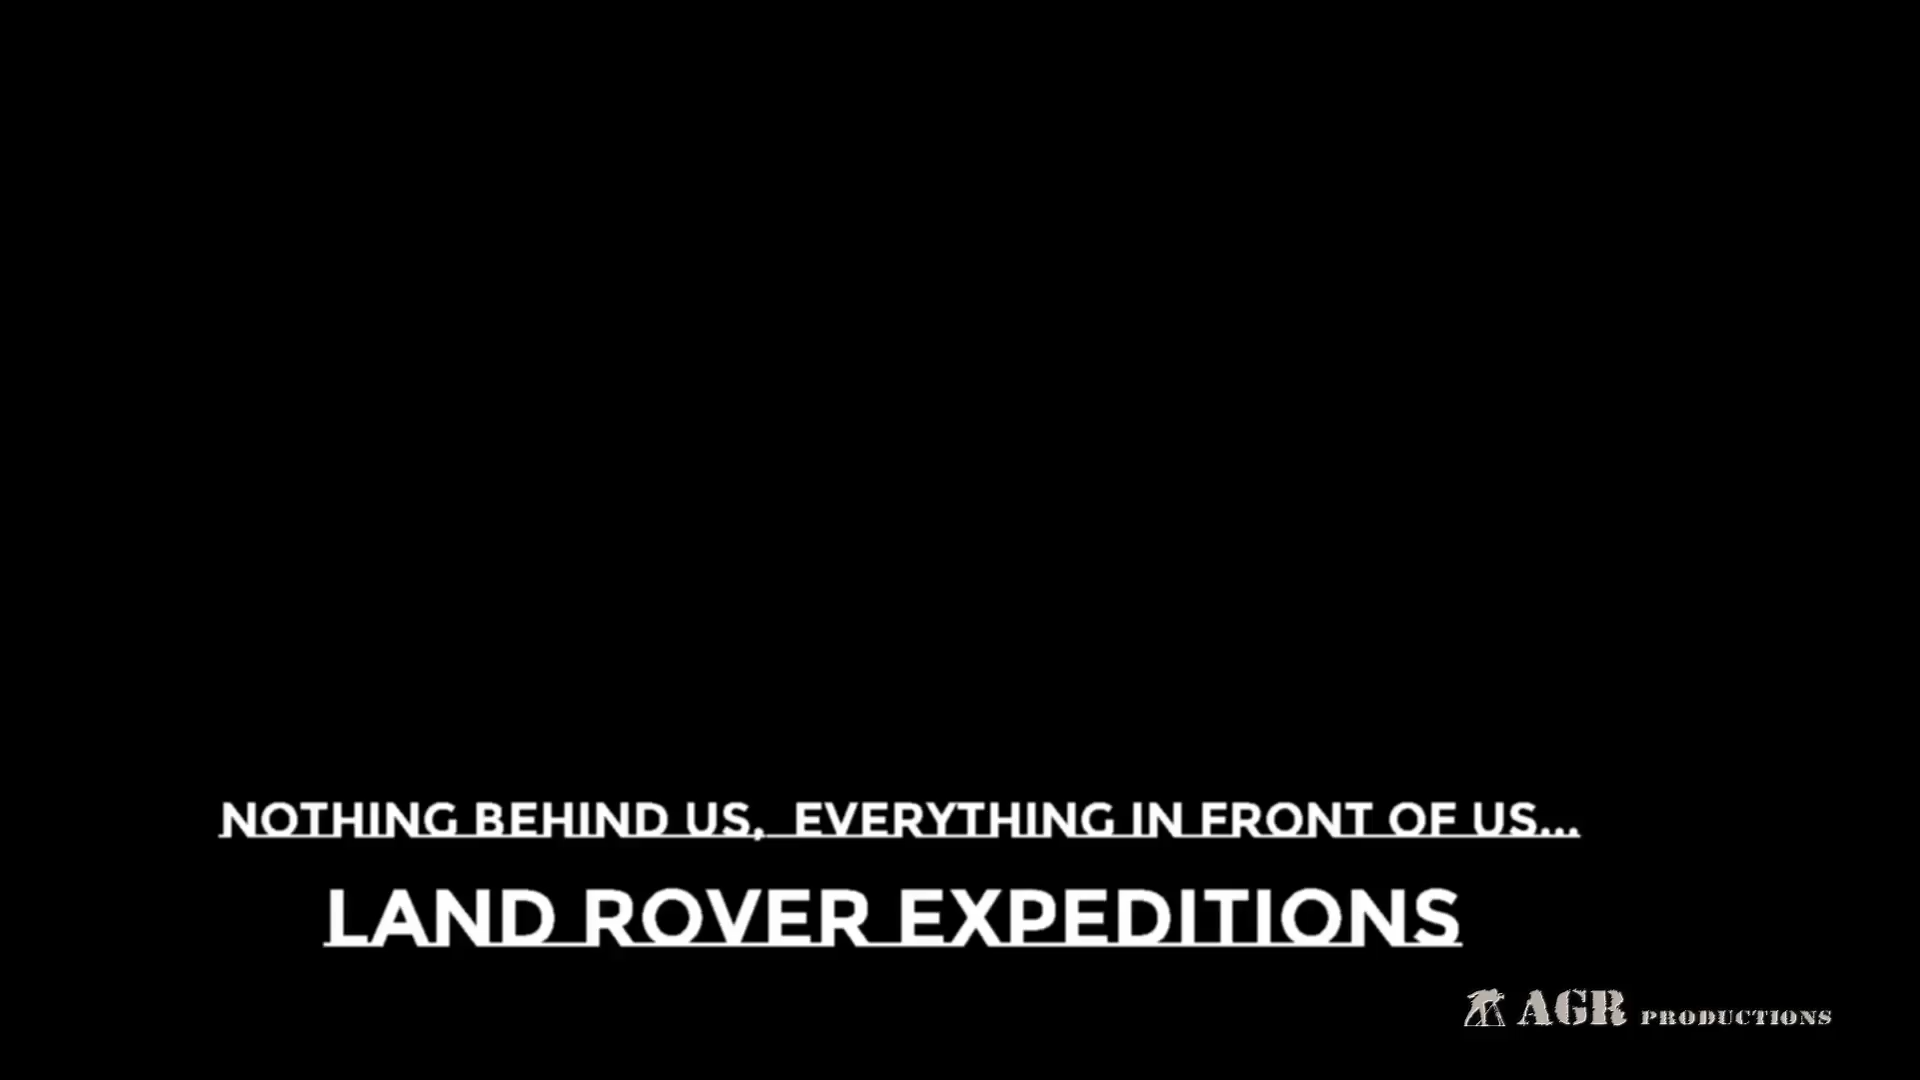 NOTHING BEHIND US, EVERYTHING IN FRONT OF US...
LAND ROVER EXPEDITIONS
AGR PRODUCTIONS